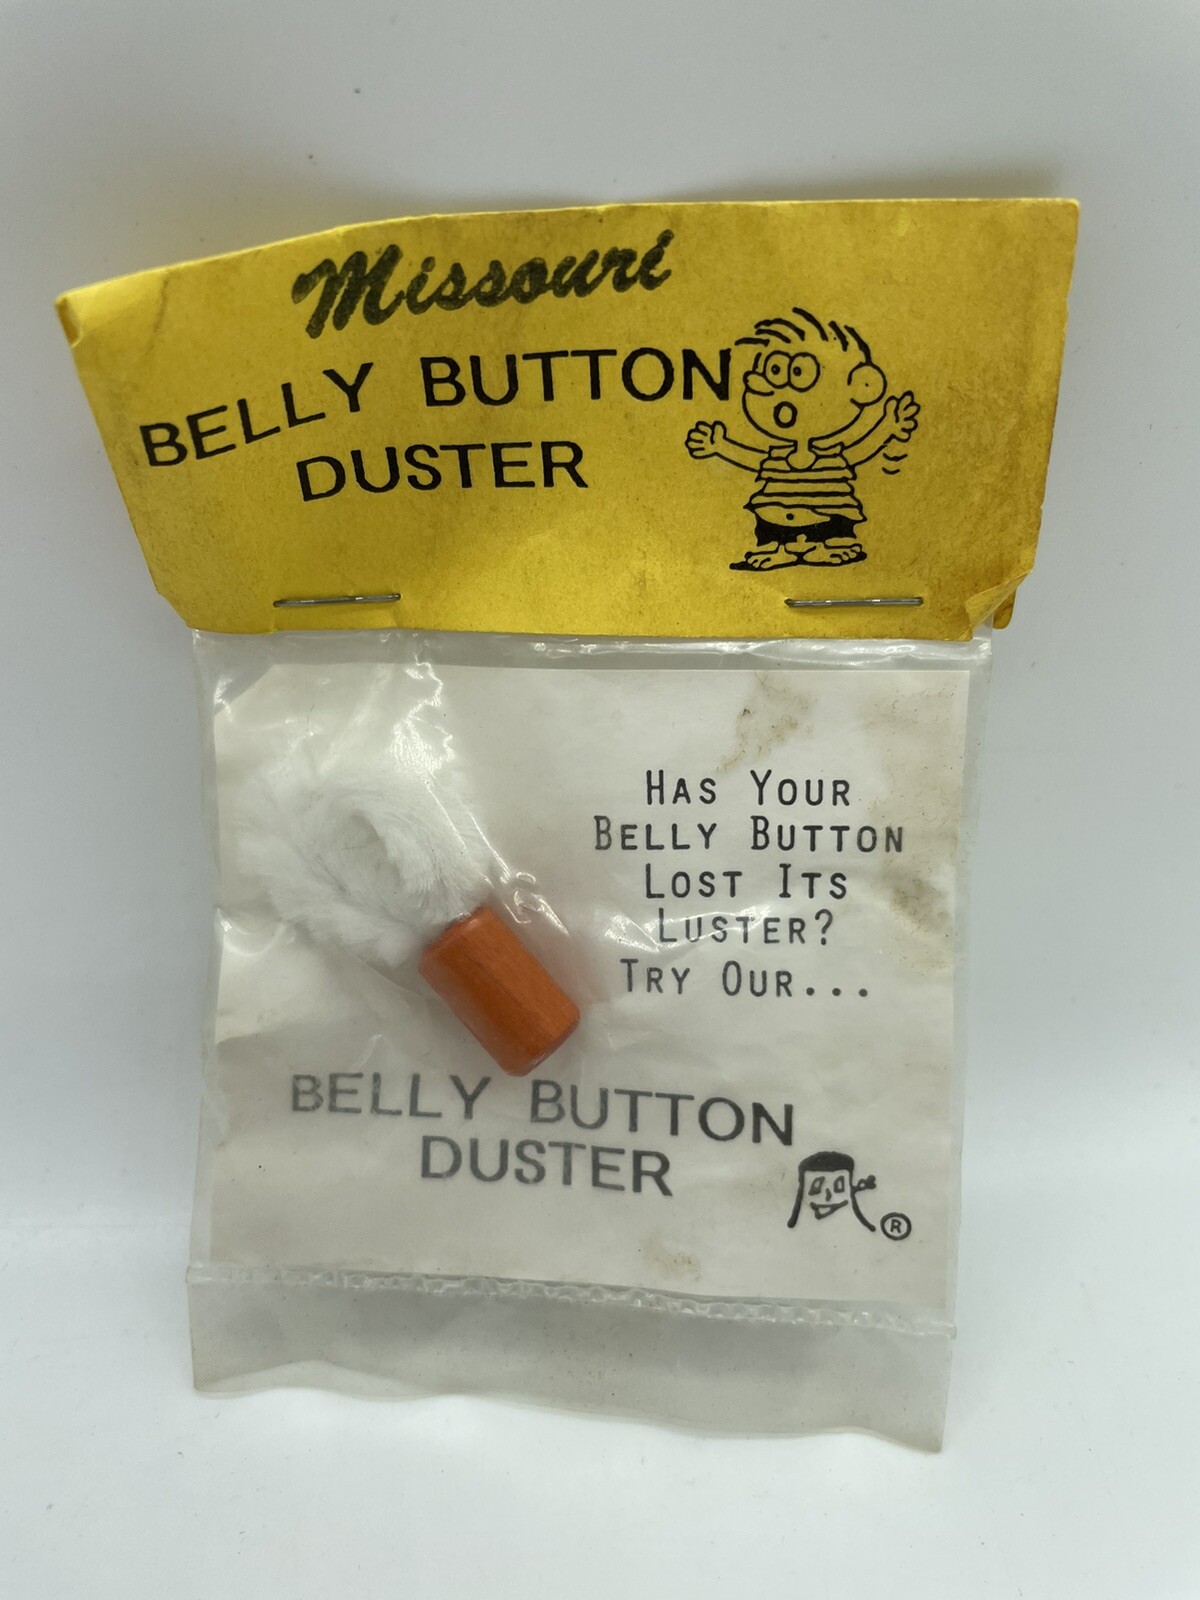 Missouri
BELLY BUTTON
DUSTER
HAS YOUR
BELLY BUTTON
LOST ITS
LUSTER?
TRY OUR...
BELLY BUTTON
DUSTER
®